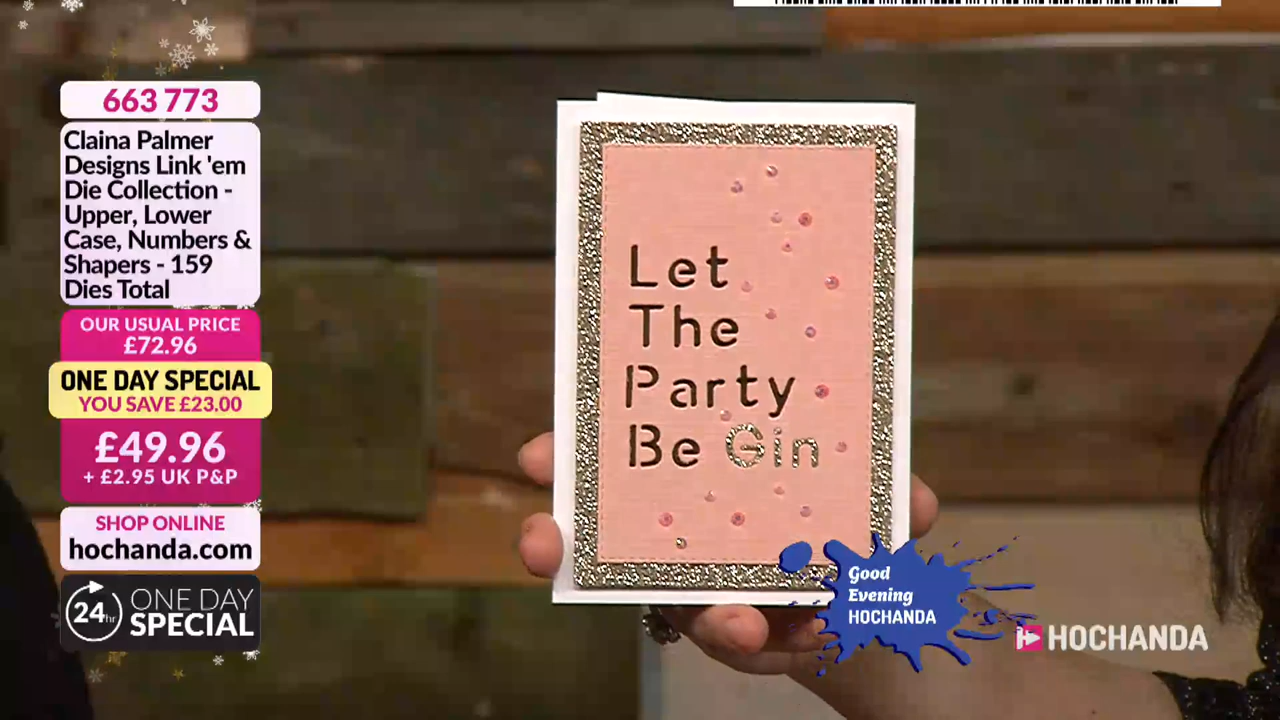 663 773
Claina Palmer
Designs Link 'em
Die Collection -
Upper, Lower
Case, Numbers &
Shapers - 159
Dies Total
OUR USUAL PRICE
£72.96
ONE DAY SPECIAL
YOU SAVE £23.00
£49.96
+ £2.95 UK P&P
SHOP ONLINE
hochanda.com
24hr
ONE DAY
SPECIAL
Let
The
Party
Be Gin
Good
Evening
HOCHANDA
HOCHANDA